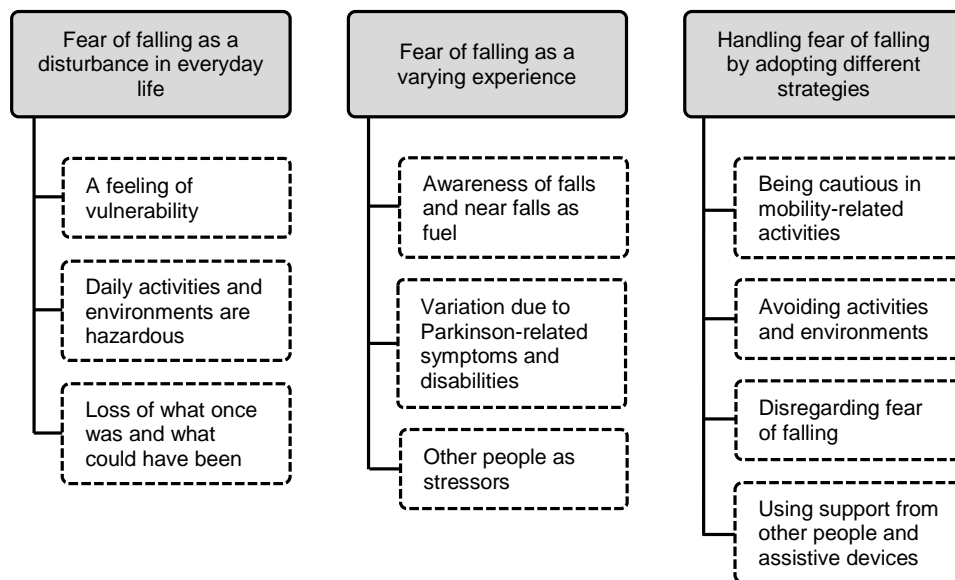 Fear of falling as a
disturbance in everyday
life
A feeling of
vulnerability
Daily activities and
environments are
hazardous
Loss of what once
was and what
could have been
Fear of falling as a
varying experience
Awareness of falls
and near falls as
fuel
Variation due to
Parkinson-related
symptoms and
disabilities
Other people as
stressors
Handling fear of falling
by adopting different
strategies
Being cautious in
mobility-related
activities
Avoiding activities
and environments
Disregarding fear
of falling
Using support from
other people and
assistive devices